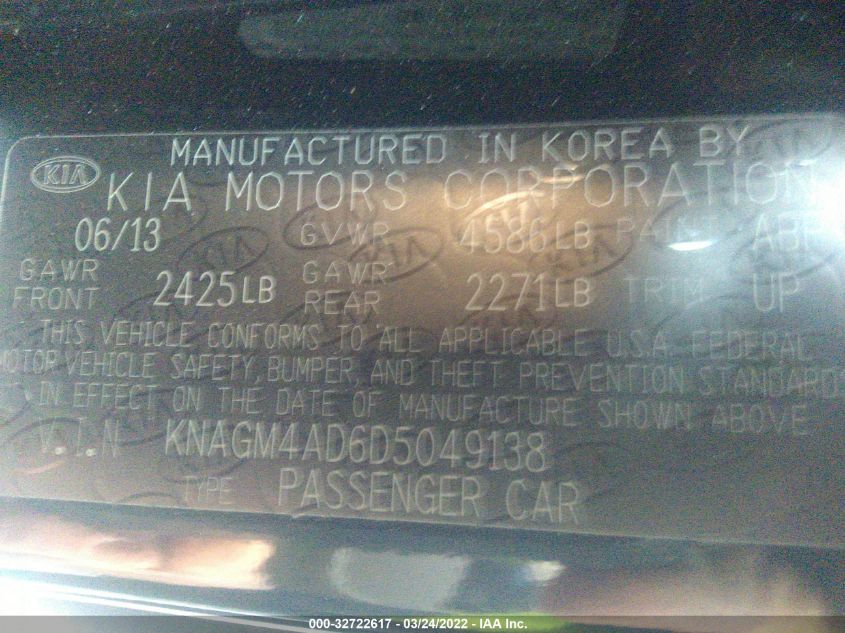 MANUFACTURED IN KOREA BY
KIA KIA MOTORS CORPORATION
06/13 GVWR 4586LB PAINT ABP
GAWR FRONT 2425LB GAWR REAR 2271LB TRIM UP
THIS VEHICLE CONFORMS TO ALL APPLICABLE U.S.A. FEDERAL
MOTOR VEHICLE SAFETY, BUMPER, AND THEFT PREVENTION STANDARDS
IN EFFECT ON THE DATE OF MANUFACTURE SHOWN ABOVE
V.I.N KNAGM4AD6D5049138
TYPE PASSENGER CAR
000-32722617 - 03/24/2022 - IAA Inc.